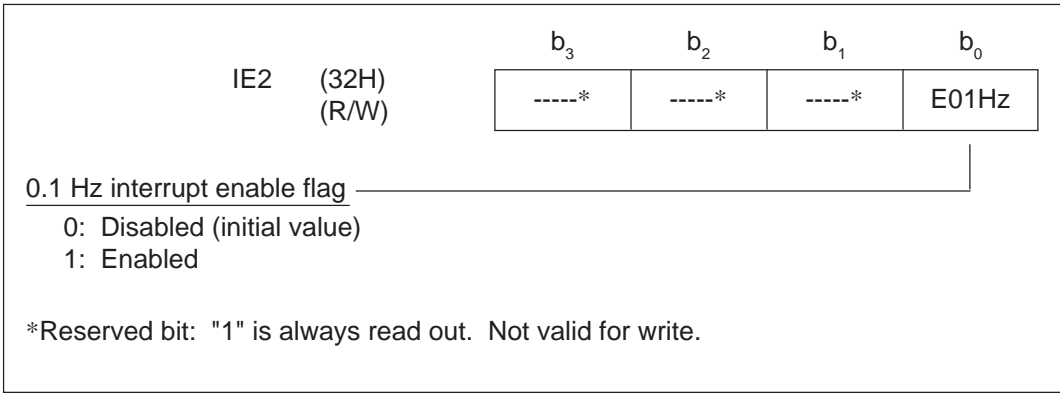 b3 b2 b1 b0
IE2 (32H) -----* -----* -----* E01Hz
(R/W)
0.1 Hz interrupt enable flag
0: Disabled (initial value)
1: Enabled
*Reserved bit: "1" is always read out. Not valid for write.